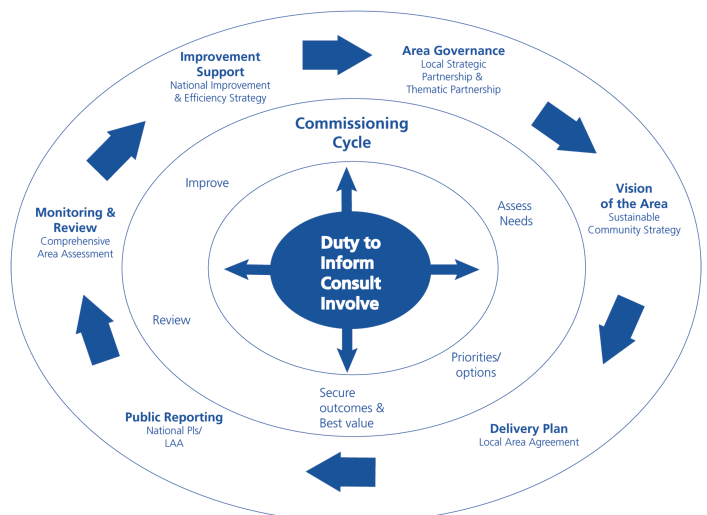 Improvement
Support
National Improvement
& Efficiency Strategy
Area Governance
Local Strategic
Partnership &
Thematic Partnership
Vision
of the Area
Sustainable
Community Strategy
Delivery Plan
Local Area Agreement
Public Reporting
National PIs/
LAA
Monitoring &
Review
Comprehensive
Area Assessment
Commissioning
Cycle
Assess
Needs
Priorities/
options
Secure
outcomes &
Best value
Review
Improve
Duty to
Inform
Consult
Involve